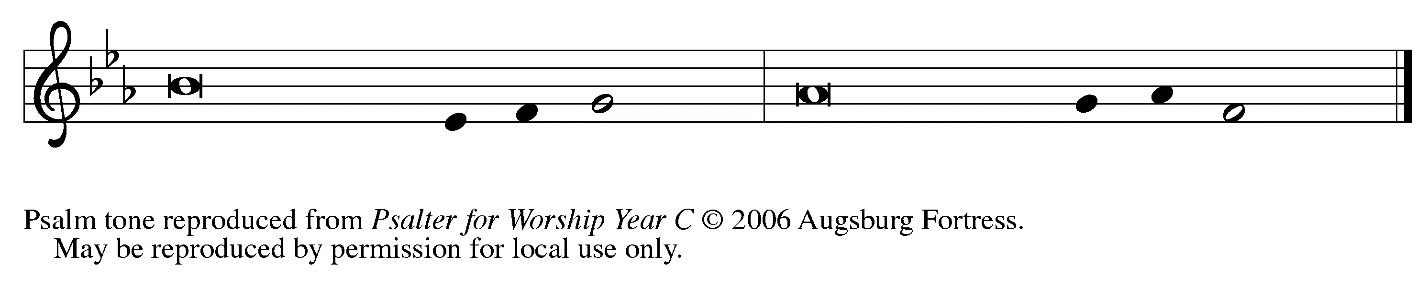 Psalm tone reproduced from Psalter for Worship Year C © 2006 Augsburg Fortress.
May be reproduced by permission for local use only.